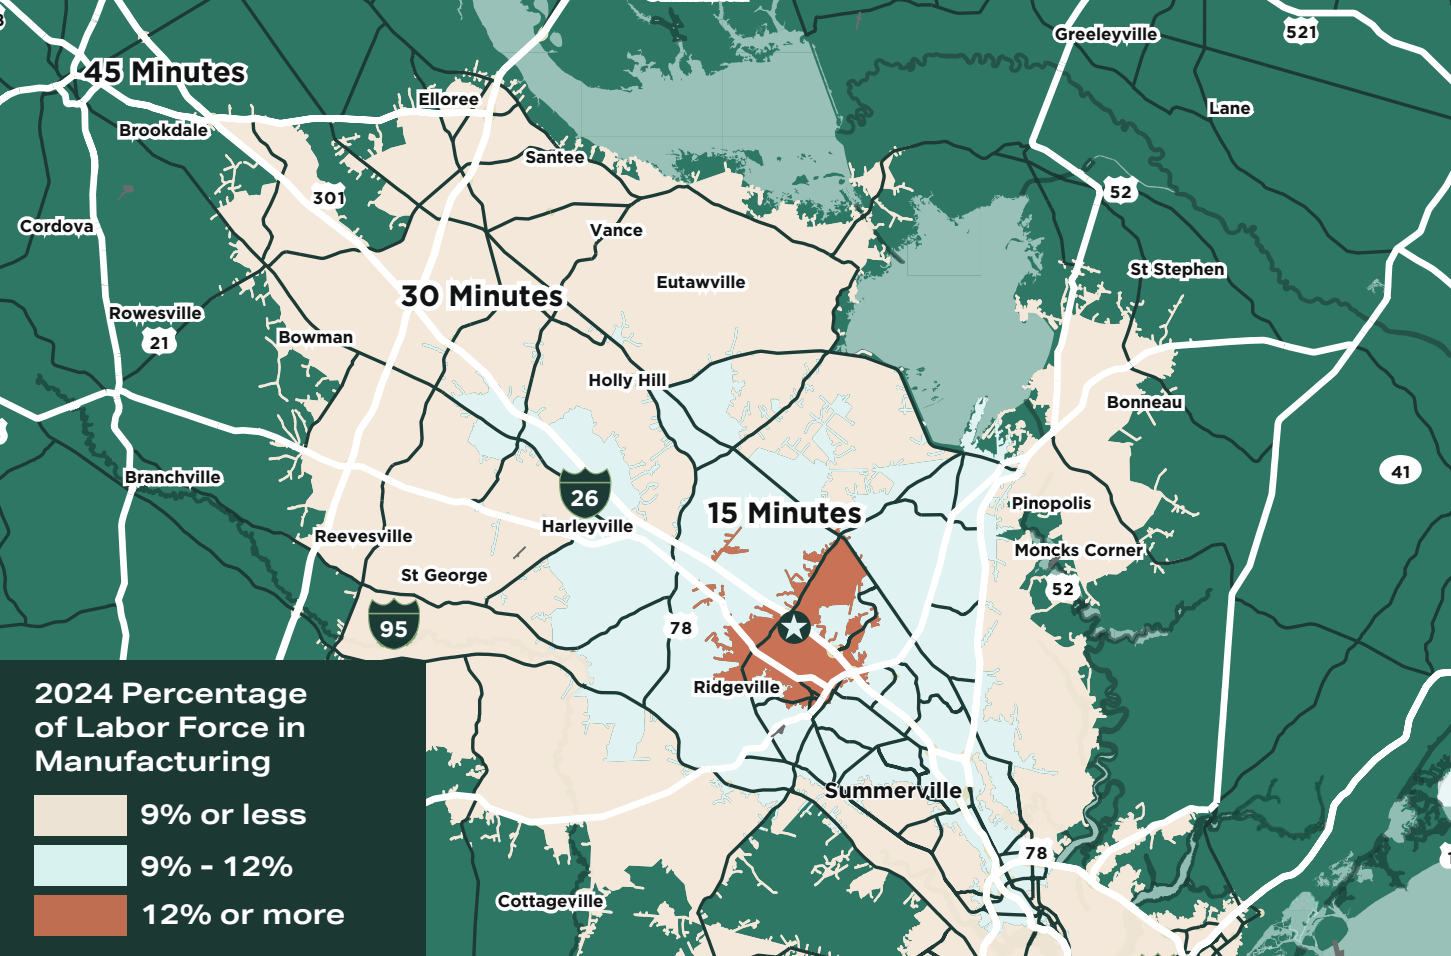 Greeleyville
521
45 Minutes
Elloree
Lane
Brookdale
Santee
52
301
Cordova
Vance
St Stephen
Eutawville
30 Minutes
Rowesville
21
Bowman
Holly Hill
Bonneau
Branchville
41
26
Pinopolis
15 Minutes
Harleyville
Reevesville
Moncks Corner
St George
52
95
78
Ridgeville
2024 Percentage
of Labor Force in
Manufacturing
Summerville
9% or less
78
9% - 12%
Cottageville
12% or more